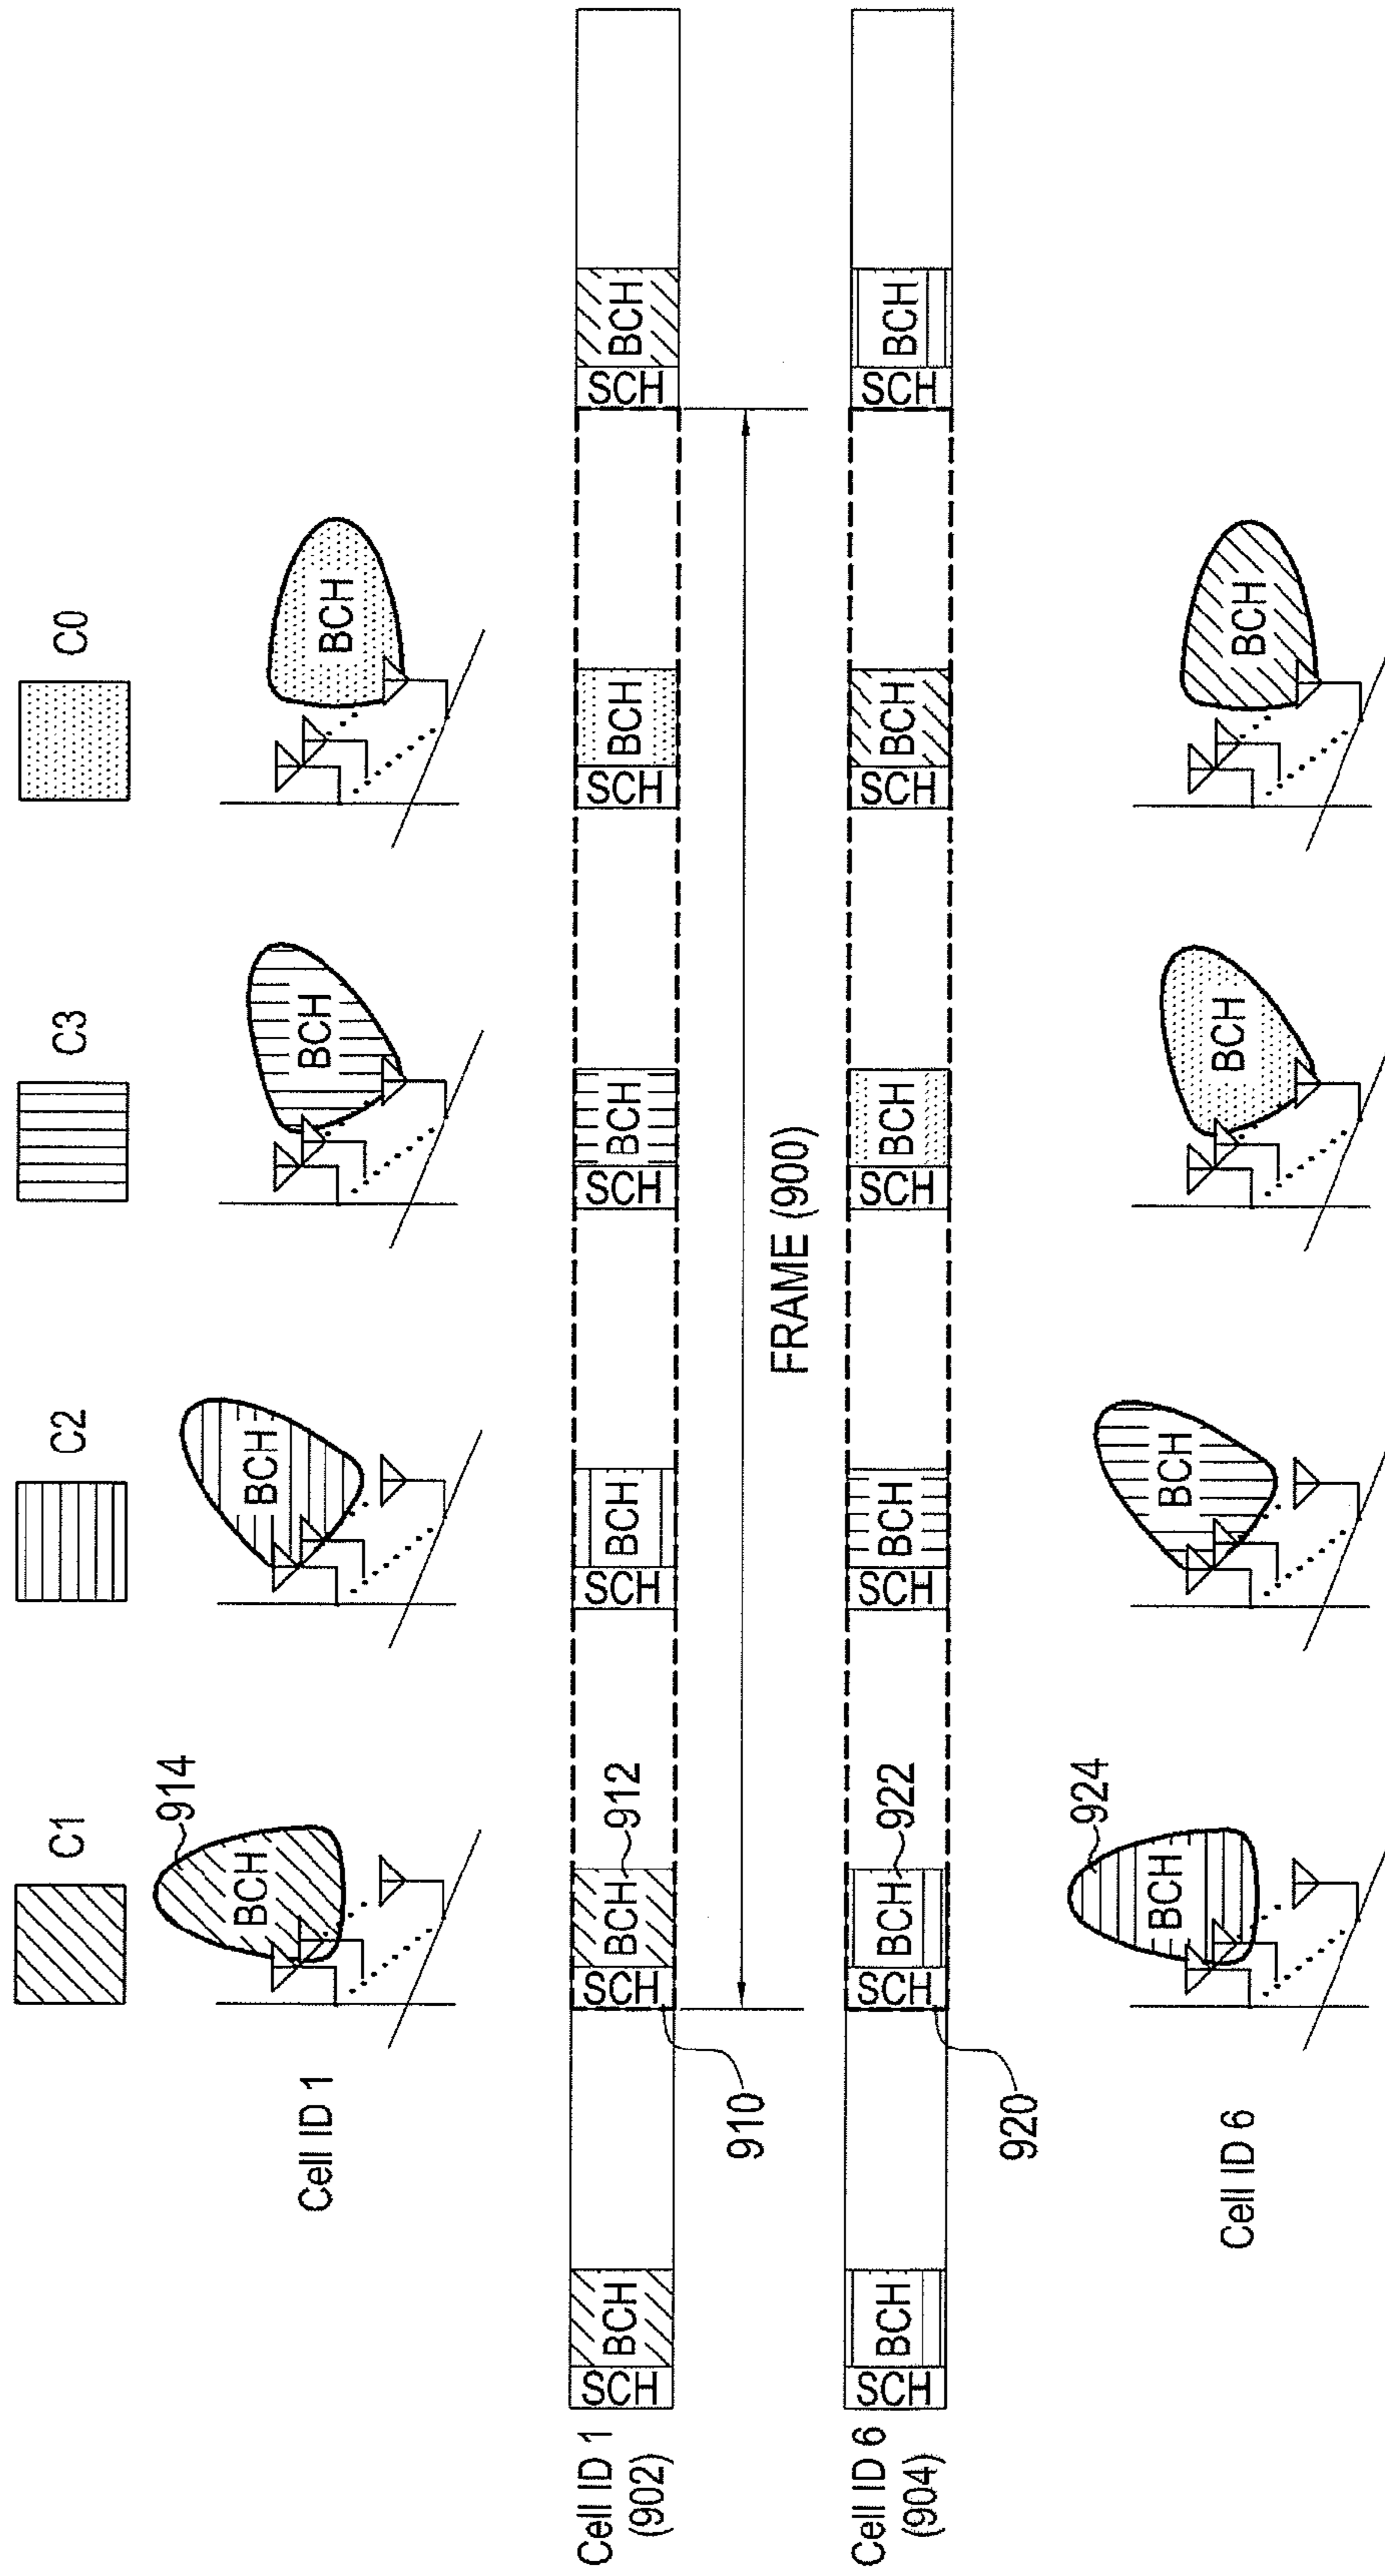 C1
C2
C3
C0
Cell ID 1
914
BCH
BCH
BCH
BCH
Cell ID 1
(902)
SCH
BCH
SCH
BCH
912
SCH
BCH
SCH
BCH
SCH
BCH
SCH
BCH
910
FRAME (900)
Cell ID 6
(904)
SCH
BCH
SCH
BCH
922
SCH
BCH
SCH
BCH
SCH
BCH
SCH
BCH
920
Cell ID 6
924
BCH
BCH
BCH
BCH